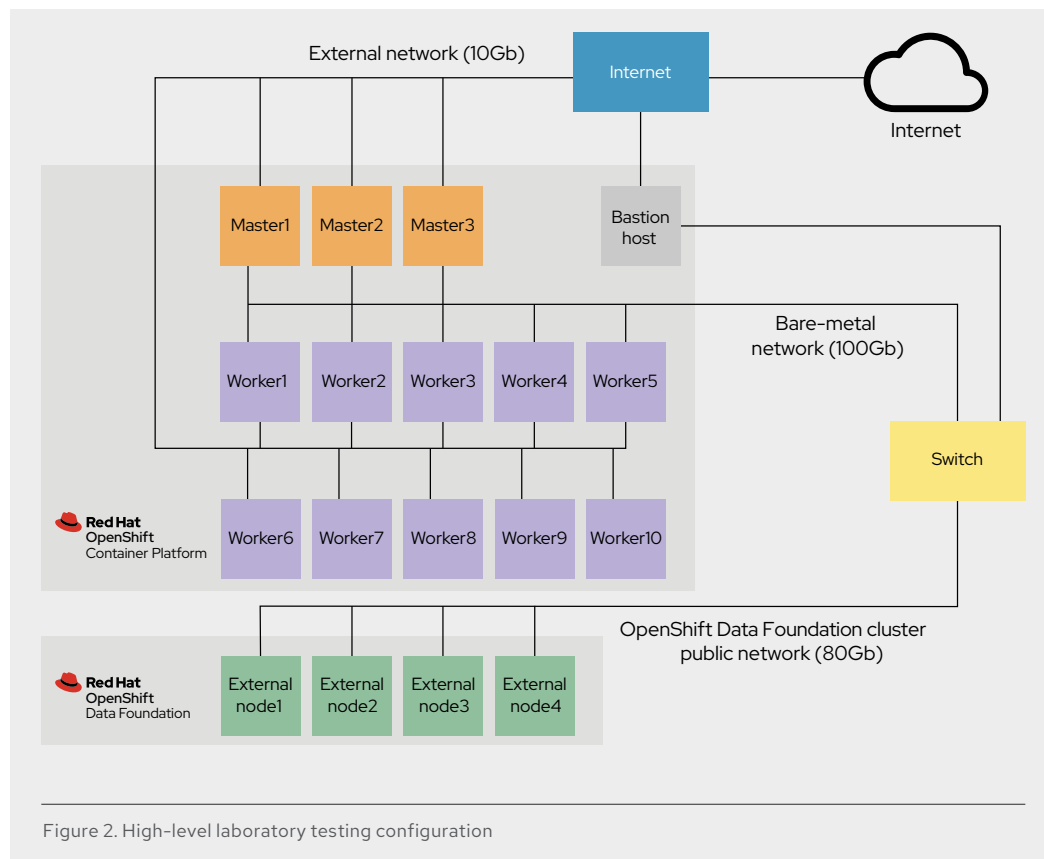 External network (10Gb)
Internet
Internet
Master1
Master2
Master3
Bastion
host
Bare-metal
network (100Gb)
Worker1
Worker2
Worker3
Worker4
Worker5
Switch
Worker6
Worker7
Worker8
Worker9
Worker10
Red Hat
OpenShift
Container Platform
OpenShift Data Foundation cluster
public network (80Gb)
Red Hat
OpenShift
Data Foundation
External
node1
External
node2
External
node3
External
node4
Figure 2. High-level laboratory testing configuration